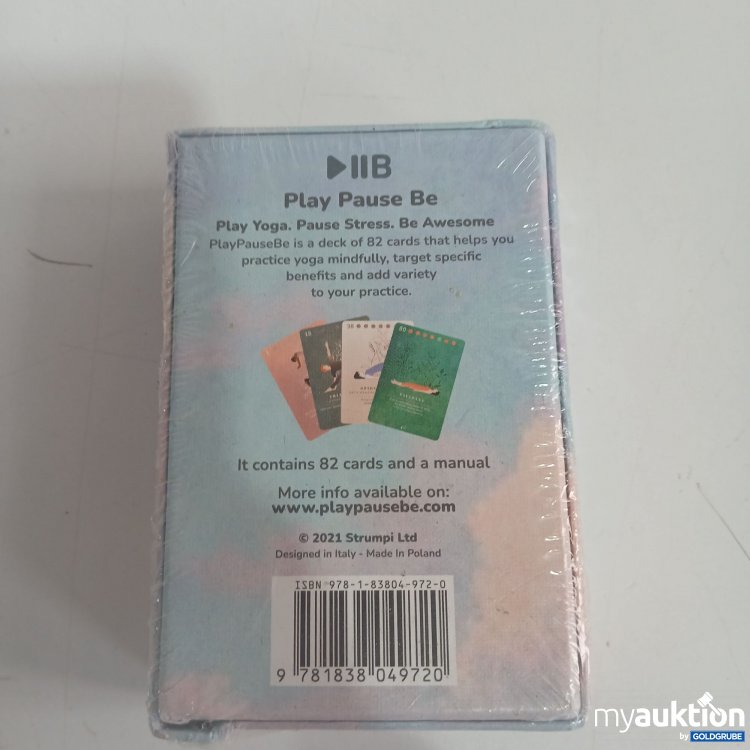 B
Play Pause Be
Play Yoga. Pause Stress. Be Awesome
PlayPauseBe is a deck of 82 cards that helps you
practice yoga mindfully, target specific
benefits and add variety
to your practice.
80
It contains 82 cards and a manual
More info available on:
www.playpausebe.com
© 2021 Strumpi Ltd
Designed in Italy - Made In Poland
ISBN 978-1-83804-972-0
9 781838 049720
myauktion
by GOLDGRUBE